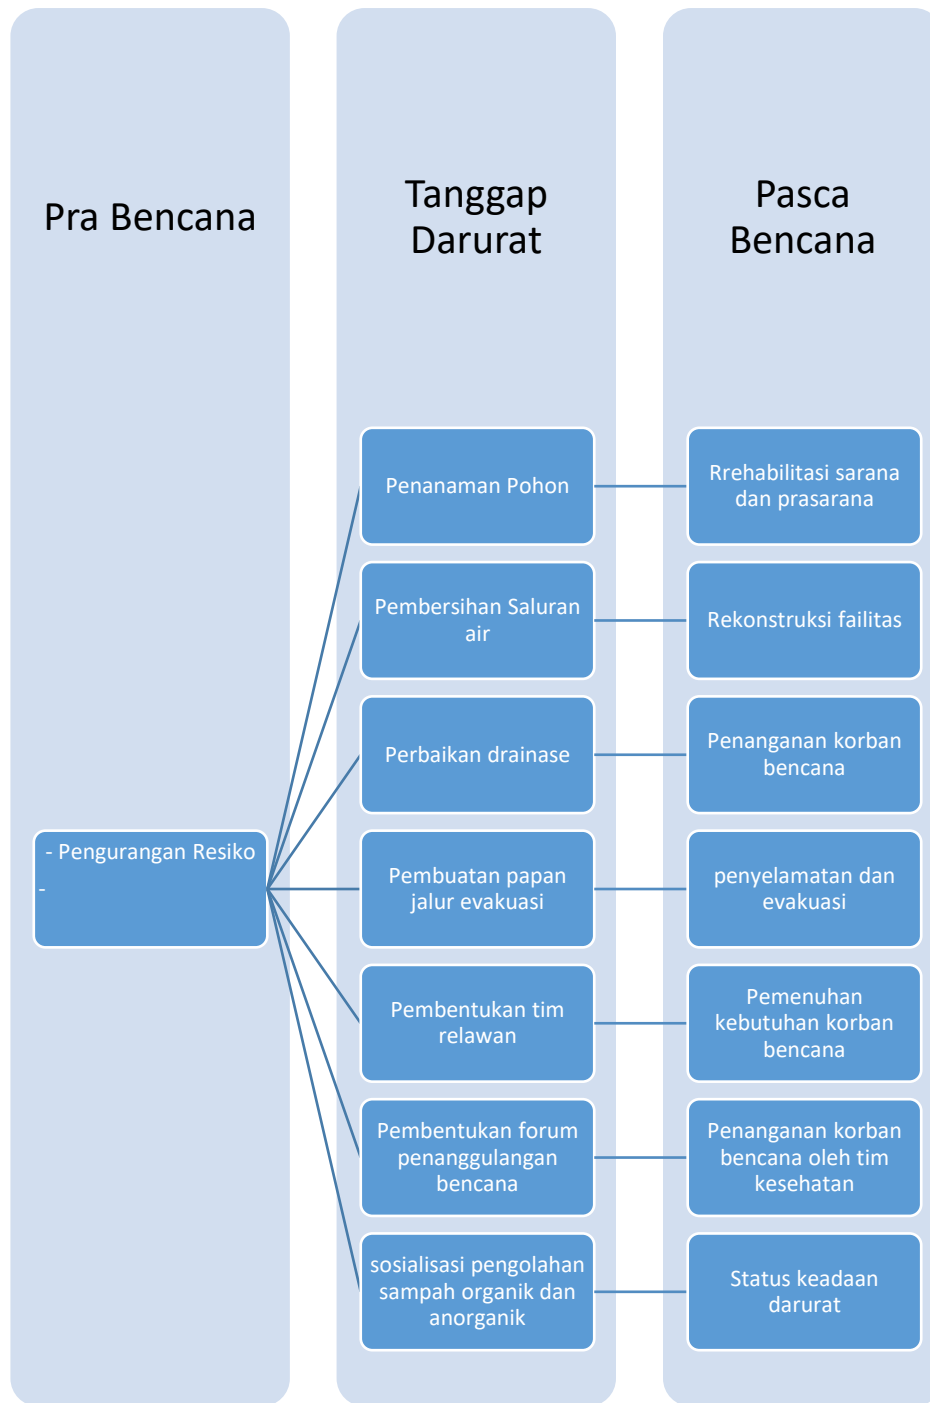 Pra Bencana
Tanggap
Darurat
Pasca
Bencana
- Pengurangan Resiko
-
Penanaman Pohon
Rrehabilitasi sarana
dan prasarana
Pembersihan Saluran
air
Rekonstruksi failitas
Perbaikan drainase
Penanganan korban
bencana
Pembuatan papan
jalur evakuasi
penyelamatan dan
evakuasi
Pembentukan tim
relawan
Pemenuhan
kebutuhan korban
bencana
Pembentukan forum
penanggulangan
bencana
Penanganan korban
bencana oleh tim
kesehatan
sosialisasi pengolahan
sampah organik dan
anorganik
Status keadaan
darurat